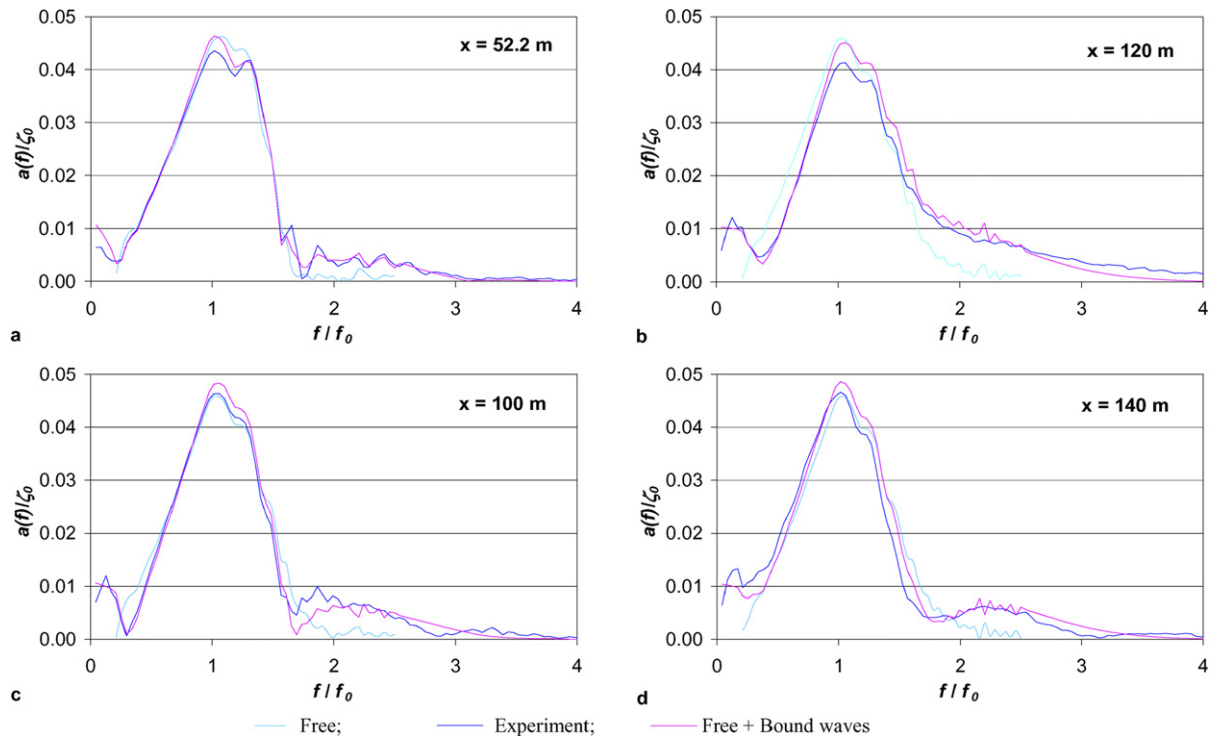 0.05
0.04
0.03
0.02
0.01
0.00
a(f)/ζ0
x = 52.2 m
0 1 2 3 4
f / f0
a
0.05
0.04
0.03
0.02
0.01
0.00
a(f)/ζ0
x = 120 m
0 1 2 3 4
f / f0
b
0.05
0.04
0.03
0.02
0.01
0.00
a(f)/ζ0
x = 100 m
0 1 2 3 4
f / f0
c
0.05
0.04
0.03
0.02
0.01
0.00
a(f)/ζ0
x = 140 m
0 1 2 3 4
f / f0
d
Free; Experiment; Free + Bound waves